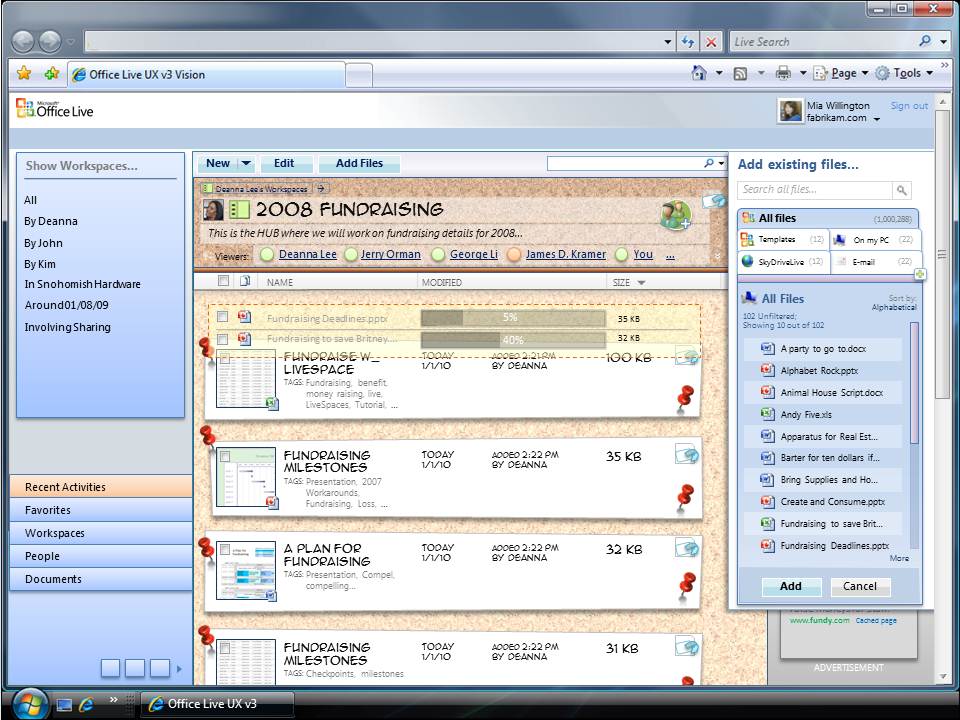 Live Search
Office Live UX v3 Vision
Page
Tools
Microsoft®
Office Live
Mia Willington
fabrikam.com
Sign out
Show Workspaces...
All
By Deanna
By John
By Kim
In Snohomish Hardware
Around01/08/09
Involving Sharing
Recent Activities
Favorites
Workspaces
People
Documents
New
Edit
Add Files
Deanna Lee's Workspaces
2008 FUNDRAISING
This is the HUB where we will work on fundraising details for 2008...
Viewers:
Deanna Lee
Jerry Orman
George Li
James D. Kramer
You
...
NAME
MODIFIED
SIZE
Fundraising Deadlines.pptx
5%
35 KB
Fundraising to save Britney....
40%
32 KB
FUNDRAISE W_
LIVESPACE
TODAY
1/1/10
ADDED 2:21 PM
BY DEANNA
100 KB
TAGS: Fundraising, benefit,
money raising, live,
LiveSpaces, Tutorial, ...
FUNDRAISING
MILESTONES
TODAY
1/1/10
ADDED 2:22 PM
BY DEANNA
35 KB
TAGS: Presentation, 2007
Workarounds,
Fundraising, Loss, ...
A PLAN FOR
FUNDRAISING
TODAY
1/1/10
ADDED 2:22 PM
BY DEANNA
32 KB
TAGS: Presentation, Compel,
compelling...
FUNDRAISING
MILESTONES
TODAY
1/1/10
ADDED 2:22 PM
BY DEANNA
31 KB
TAGS: Checkpoints, milestones
Add existing files...
Search all files...
All files
(1,000,288)
Templates (12)
On my PC (22)
SkyDriveLive (12)
E-mail (22)
All Files
Sort by:
Alphabetical
102 Unfiltered;
Showing 10 out of 102
A party to go to.docx
Alphabet Rock.pptx
Animal House Script.docx
Andy Five.xls
Apparatus for Real Est...
Barter for ten dollars if...
Bring Supplies and Ho...
Create and Consume.pptx
Fundraising to save Brit...
Fundraising Deadlines.pptx
More
Add
Cancel
www.fundy.com Cached page
ADVERTISEMENT
Office Live UX v3